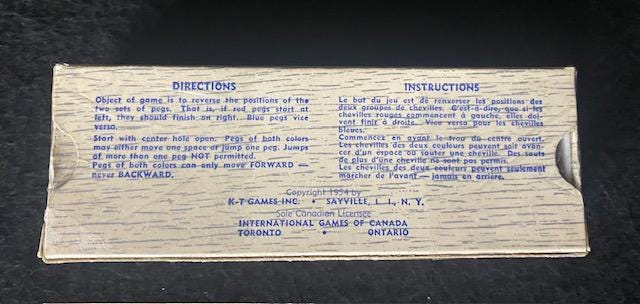 DIRECTIONS
Object of game is to reverse the positions of the
two sets of pegs. That is, if red pegs start at
left, they should finish on right. Blue pegs vice
versa.
Start with center hole open. Pegs of both colors
may either move one space or jump one peg. Jumps
of more than one peg NOT permitted.
Pegs of both colors can only move FORWARD —
never BACKWARD.
INSTRUCTIONS
Le but du jeu est de renverser les positions des
deux groupes de chevilles. C'est-à-dire, que si les
chevilles rouges commencent à gauche, elles doi-
vent finir à droite. Vice versa pour les chevilles
bleues.
Commencez en ayant le trou du centre ouvert.
Les chevilles des deux couleurs peuvent soit avan-
cer d'un espace ou sauter une cheville. Des sauts
de plus d'une cheville ne sont pas permis.
Les chevilles des deux couleurs peuvent seulement
marcher de l'avant — jamais en arrière.
Copyright 1954 by
K-T GAMES INC. • SAYVILLE, L. I., N. Y.
Sole Canadian Licensee
INTERNATIONAL GAMES OF CANADA
TORONTO • ONTARIO